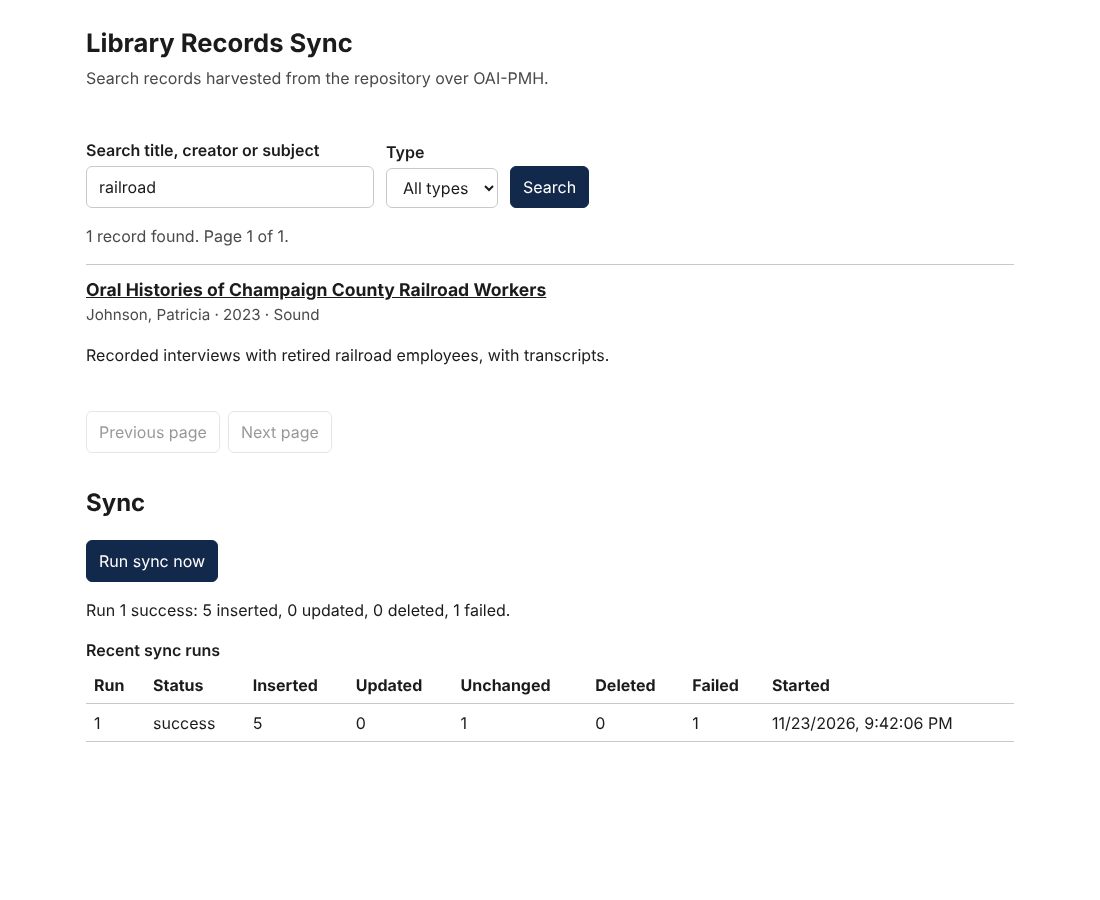 Library Records Sync
Search records harvested from the repository over OAI-PMH.
Search title, creator or subject
Type
railroad
All types
Search
1 record found. Page 1 of 1.
Oral Histories of Champaign County Railroad Workers
Johnson, Patricia · 2023 · Sound
Recorded interviews with retired railroad employees, with transcripts.
Previous page
Next page
Sync
Run sync now
Run 1 success: 5 inserted, 0 updated, 0 deleted, 1 failed.
Recent sync runs
Run Status Inserted Updated Unchanged Deleted Failed Started
1 success 5 0 1 0 1 11/23/2026, 9:42:06 PM